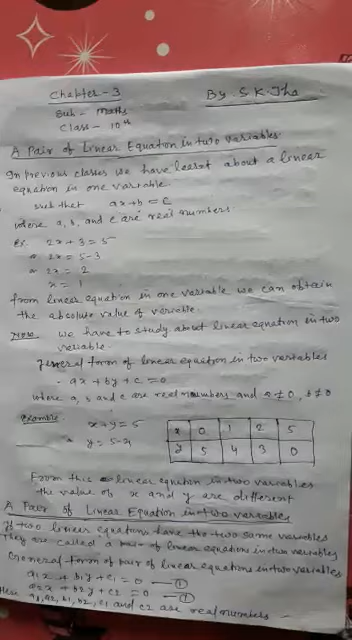 Chapter - 3
By S.K. Jha
Sub - Maths
Class - 10th
A Pair of Linear Equation in two variables
In previous classes we have learnt about a linear
equation in one variable.
such that ax+b = c
where a, b, and c are real numbers.
Ex. 2x + 3 = 5
or 2x = 5-3
or 2x = 2
x = 1
from linear equation in one variable we can obtain
the absolute value of variable.
Now we have to study about linear equation in two
variable.
General form of linear equation in two variables
- ax + by + c = 0
where a, b and c are real numbers and a≠0, b≠0
Example x+y = 5
or y = 5-x
x 0 1 2 5
y 5 4 3 0
From this linear equation in two variables
the value of x and y are different
A Pair of Linear Equation in two variables
If two linear equations have the two same variables
They are called a pair of linear equations in two variables
General form of pair of linear equations in two variables
a1x + b1y + c1 = 0 — ①
a2x + b2y + c2 = 0 — ②
Here a1, a2, b1, b2, c1 and c2 are real numbers -